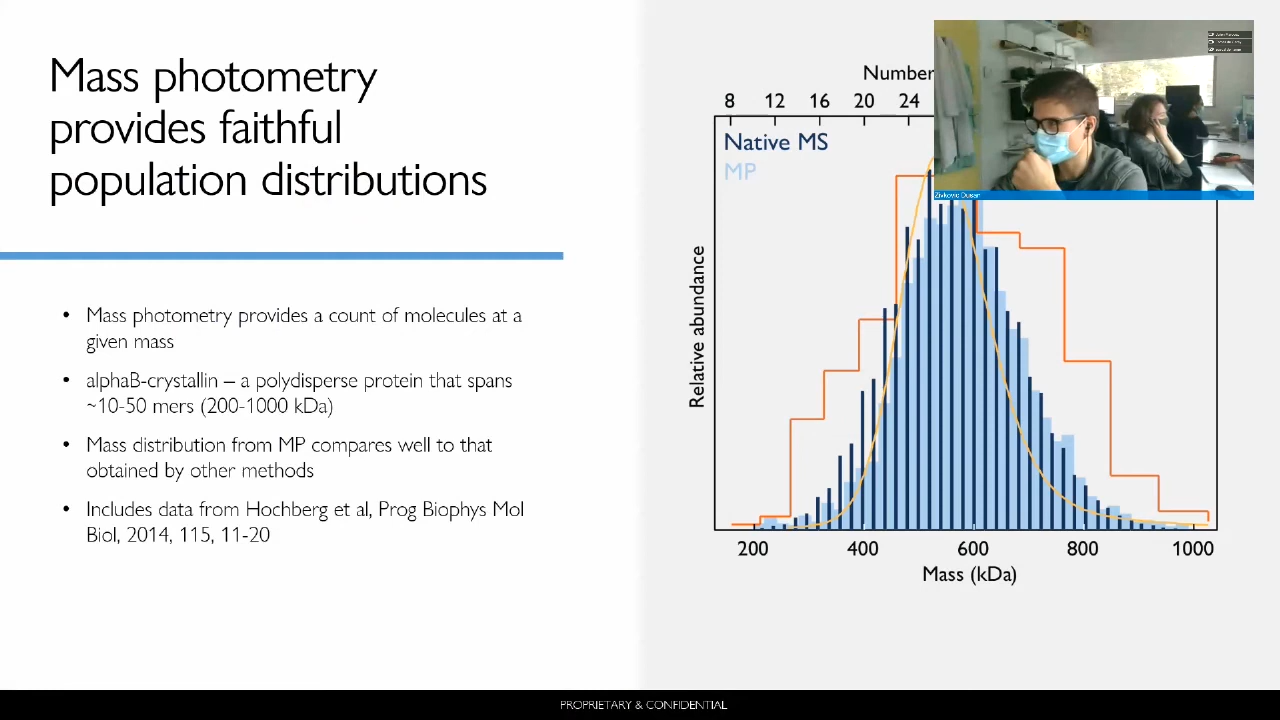 Mass photometry
provides faithful
population distributions
• Mass photometry provides a count of molecules at a
given mass
• alphaB-crystallin – a polydisperse protein that spans
~10-50 mers (200-1000 kDa)
• Mass distribution from MP compares well to that
obtained by other methods
• Includes data from Hochberg et al, Prog Biophys Mol
Biol, 2014, 115, 11-20
Number
8 12 16 20 24
Native MS
MP
Relative abundance
200 400 600 800 1000
Mass (kDa)
Zivkovic Dusan
PROPRIETARY & CONFIDENTIAL